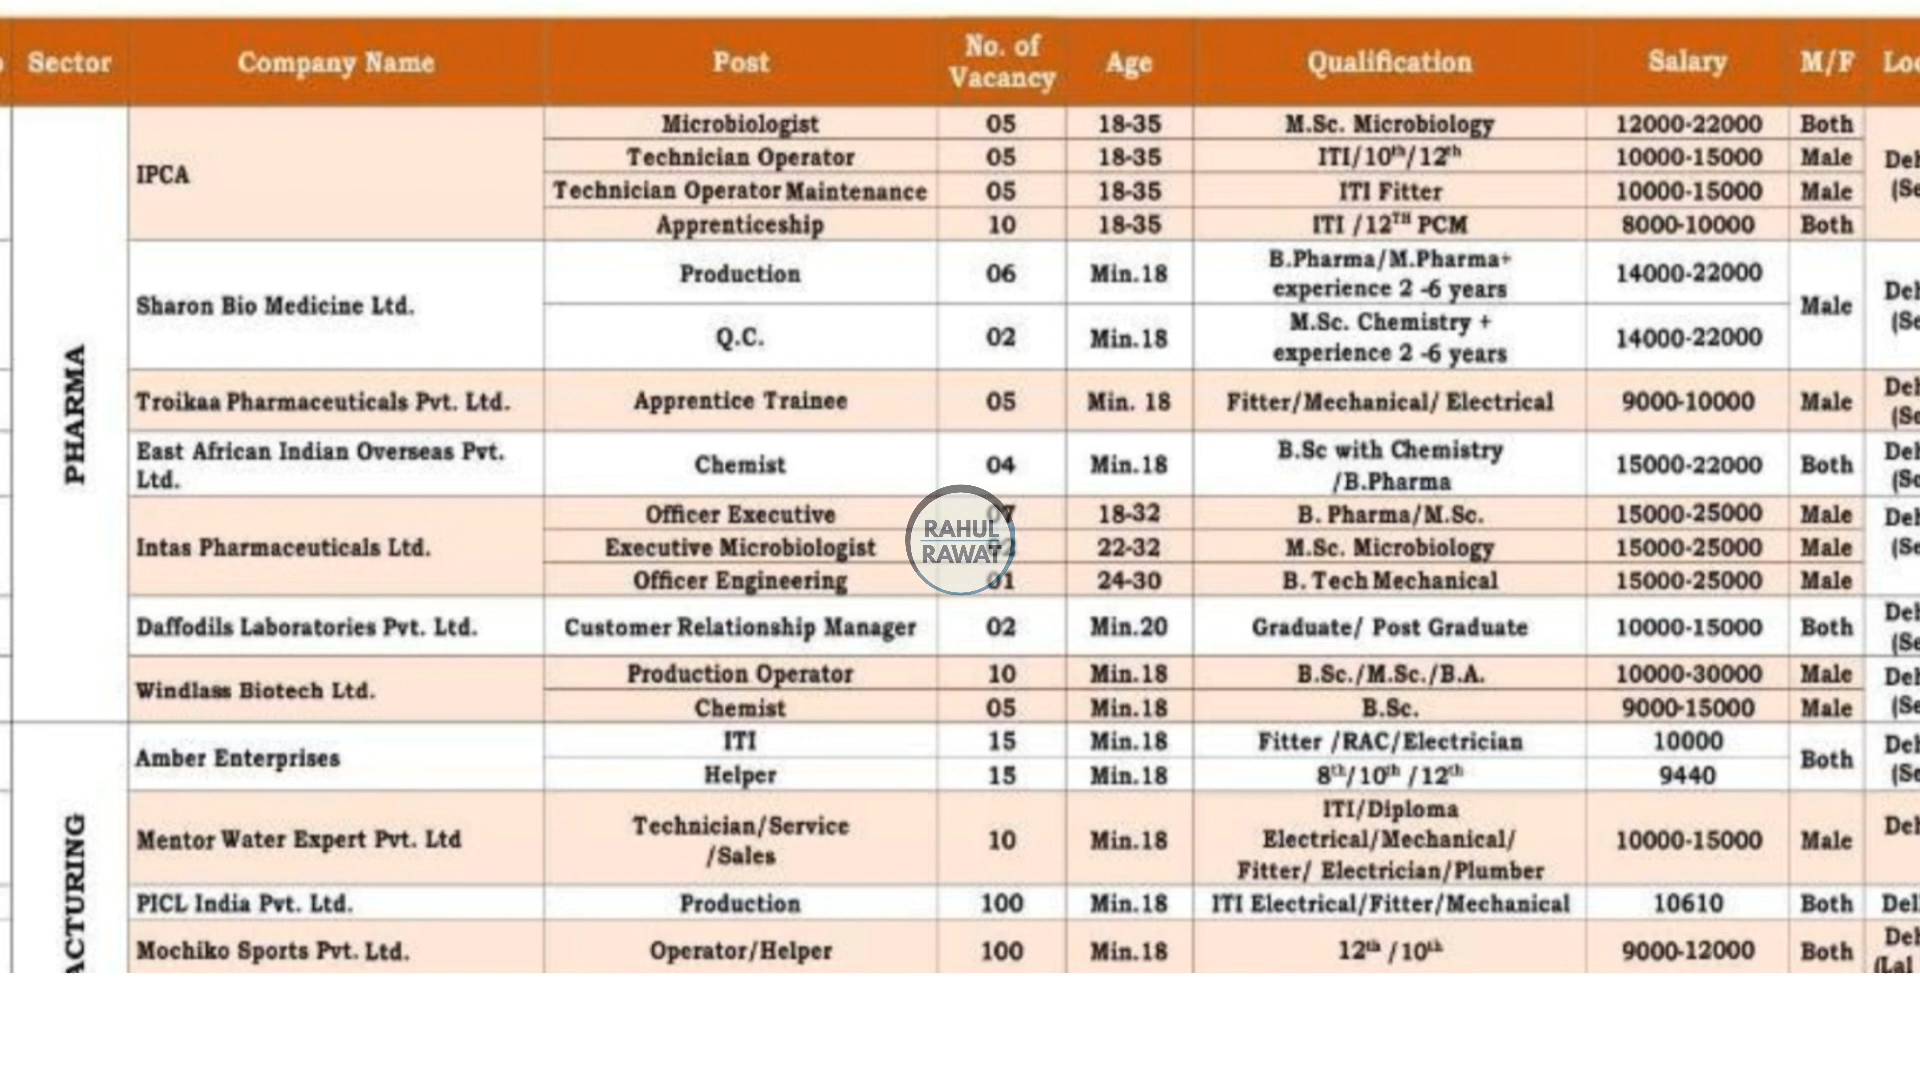 Sector Company Name Post No. of Vacancy Age Qualification Salary M/F
PHARMA
IPCA
Microbiologist 05 18-35 M.Sc. Microbiology 12000-22000 Both
Technician Operator 05 18-35 ITI/10th/12th 10000-15000 Male
Technician Operator Maintenance 05 18-35 ITI Fitter 10000-15000 Male
Apprenticeship 10 18-35 ITI /12TH PCM 8000-10000 Both
Sharon Bio Medicine Ltd.
Production 06 Min.18 B.Pharma/M.Pharma+ experience 2 -6 years 14000-22000
Male
Q.C. 02 Min.18 M.Sc. Chemistry + experience 2 -6 years 14000-22000
Troikaa Pharmaceuticals Pvt. Ltd. Apprentice Trainee 05 Min. 18 Fitter/Mechanical/ Electrical 9000-10000 Male
East African Indian Overseas Pvt. Ltd. Chemist 04 Min.18 B.Sc with Chemistry /B.Pharma 15000-22000 Both
Intas Pharmaceuticals Ltd.
Officer Executive 07 18-32 B. Pharma/M.Sc. 15000-25000 Male
Executive Microbiologist 22-32 M.Sc. Microbiology 15000-25000 Male
Officer Engineering 01 24-30 B. Tech Mechanical 15000-25000 Male
RAHUL
RAWAT
Daffodils Laboratories Pvt. Ltd. Customer Relationship Manager 02 Min.20 Graduate/ Post Graduate 10000-15000 Both
Windlass Biotech Ltd.
Production Operator 10 Min.18 B.Sc./M.Sc./B.A. 10000-30000 Male
Chemist 05 Min.18 B.Sc. 9000-15000 Male
Amber Enterprises
ITI 15 Min.18 Fitter /RAC/Electrician 10000
Both
Helper 15 Min.18 8th/10th /12th 9440
Mentor Water Expert Pvt. Ltd Technician/Service /Sales 10 Min.18 ITI/Diploma Electrical/Mechanical/ Fitter/ Electrician/Plumber 10000-15000 Male
PICL India Pvt. Ltd. Production 100 Min.18 ITI Electrical/Fitter/Mechanical 10610 Both
Mochiko Sports Pvt. Ltd. Operator/Helper 100 Min.18 12th /10th 9000-12000 Both